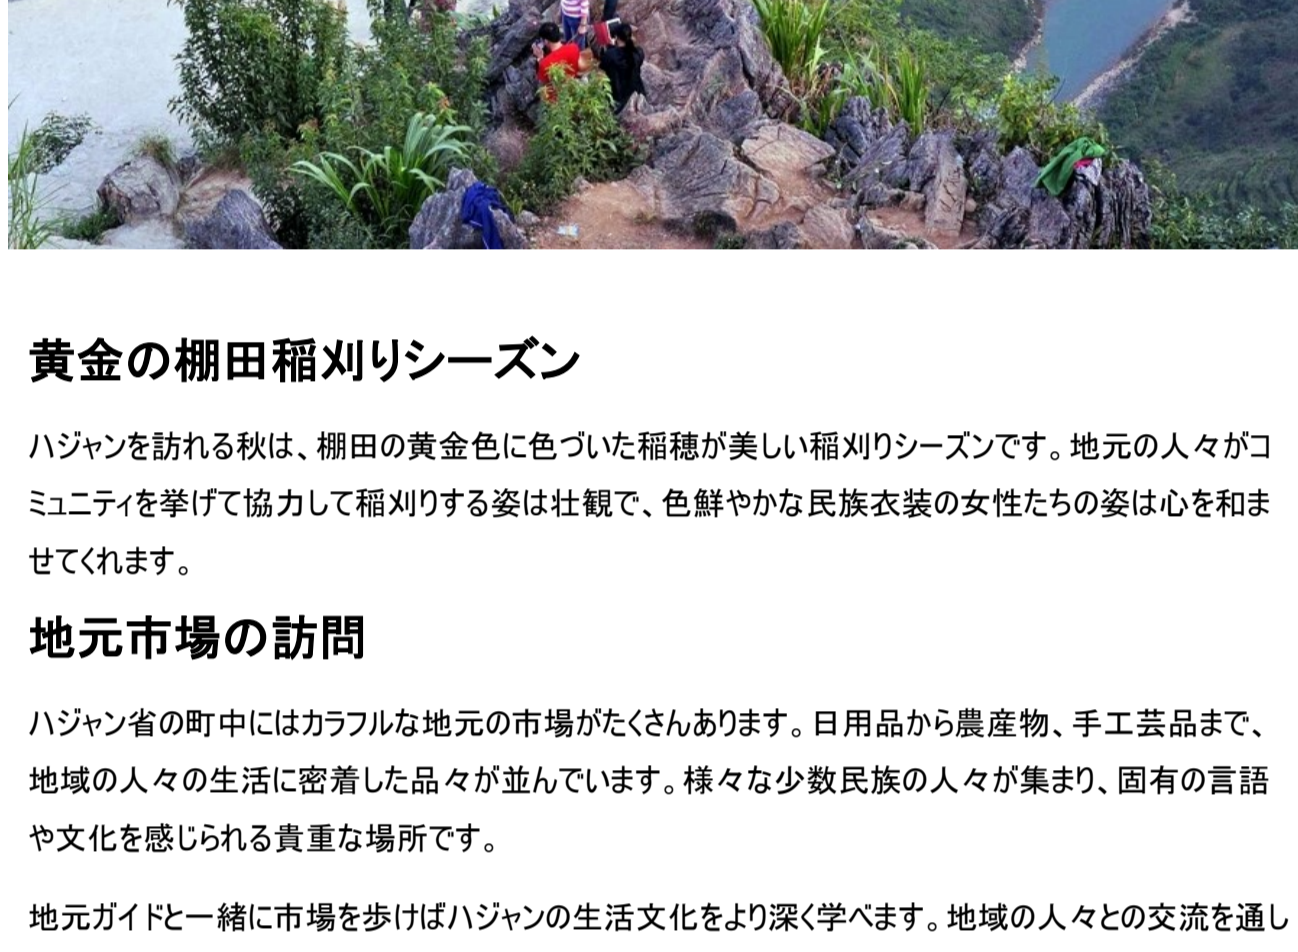 黄金の棚田稲刈りシーズン
ハジャンを訪れる秋は、棚田の黄金色に色づいた稲穂が美しい稲刈りシーズンです。地元の人々がコ
ミュニティを挙げて協力して稲刈りする姿は壮観で、色鮮やかな民族衣装の女性たちの姿は心を和ま
せてくれます。
地元市場の訪問
ハジャン省の町中にはカラフルな地元の市場がたくさんあります。日用品から農産物、手工芸品まで、
地域の人々の生活に密着した品々が並んでいます。様々な少数民族の人々が集まり、固有の言語
や文化を感じられる貴重な場所です。
地元ガイドと一緒に市場を歩けばハジャンの生活文化をより深く学べます。地域の人々との交流を通し